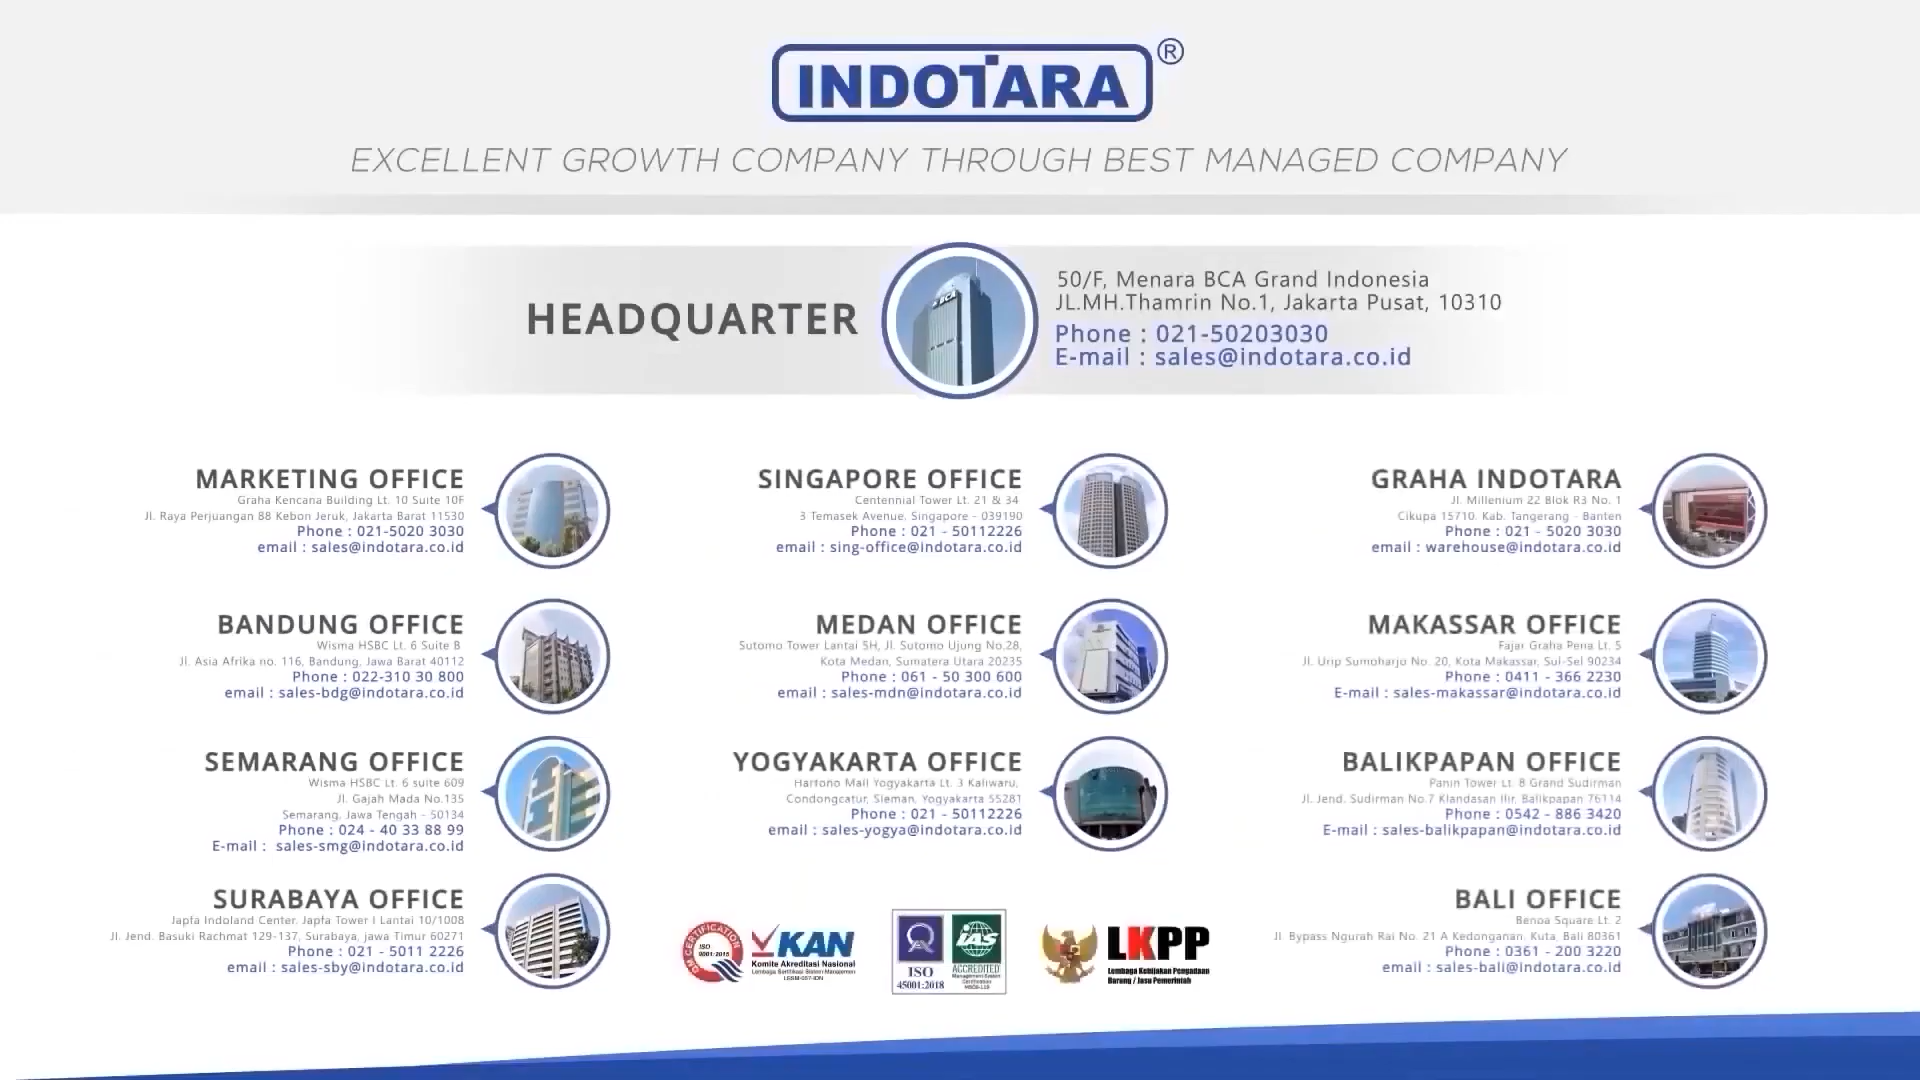 INDOTARA®
EXCELLENT GROWTH COMPANY THROUGH BEST MANAGED COMPANY
HEADQUARTER
50/F, Menara BCA Grand Indonesia
JL.MH.Thamrin No.1, Jakarta Pusat, 10310
Phone : 021-50203030
E-mail : sales@indotara.co.id
BCA
MARKETING OFFICE
Graha Kencana Building Lt. 10 Suite 10F
Jl. Raya Perjuangan 88 Kebon Jeruk, Jakarta Barat 11530
Phone : 021-5020 3030
email : sales@indotara.co.id
BANDUNG OFFICE
Wisma HSBC Lt. 6 Suite B
Jl. Asia Afrika no. 116, Bandung, Jawa Barat 40112
Phone : 022-310 30 800
email : sales-bdg@indotara.co.id
SEMARANG OFFICE
Wisma HSBC Lt. 6 suite 609
Jl. Gajah Mada No.135
Semarang, Jawa Tengah - 50134
Phone : 024 - 40 33 88 99
E-mail : sales-smg@indotara.co.id
SURABAYA OFFICE
Japfa Indoland Center, Japfa Tower I Lantai 10/1008
Jl. Jend. Basuki Rachmat 129-137, Surabaya, Jawa Timur 60271
Phone : 021 - 5011 2226
email : sales-sby@indotara.co.id
SINGAPORE OFFICE
Centennial Tower Lt. 21 & 34
3 Temasek Avenue, Singapore - 039190
Phone : 021 - 50112226
email : sing-office@indotara.co.id
MEDAN OFFICE
Sutomo Tower Lantai 5H, Jl. Sutomo Ujung No.28,
Kota Medan, Sumatera Utara 20235
Phone : 061 - 50 300 600
email : sales-mdn@indotara.co.id
YOGYAKARTA OFFICE
Hartono Mall Yogyakarta Lt. 3 Kaliwaru,
Condongcatur, Sleman, Yogyakarta 55281
Phone : 021 - 50112226
email : sales-yogya@indotara.co.id
GRAHA INDOTARA
Jl. Millenium 22 Blok R3 No. 1
Cikupa 15710. Kab. Tangerang - Banten
Phone : 021 - 5020 3030
email : warehouse@indotara.co.id
MAKASSAR OFFICE
Fajar Graha Pena Lt. 5
Jl. Urip Sumoharjo No. 20, Kota Makassar, Sul-Sel 90234
Phone : 0411 - 366 2230
E-mail : sales-makassar@indotara.co.id
BALIKPAPAN OFFICE
Panin Tower Lt. 8 Grand Sudirman
Jl. Jend. Sudirman No.7 Klandasan Ilir, Balikpapan 76114
Phone : 0542 - 886 3420
E-mail : sales-balikpapan@indotara.co.id
BALI OFFICE
Benoa Square Lt. 2
Jl. Bypass Ngurah Rai No. 21 A Kedonganan, Kuta, Bali 80361
Phone : 0361 - 200 3220
email : sales-bali@indotara.co.id
QM CERTIFICATION
ISO
9001:2015
KAN
Komite Akreditasi Nasional
Lembaga Sertifikasi Sistem Manajemen
LSSM-057-IDN
ISO
45001:2018
IAS
ACCREDITED
Management System
Certification
LKPP
Lembaga Kebijakan Pengadaan
Barang / Jasa Pemerintah